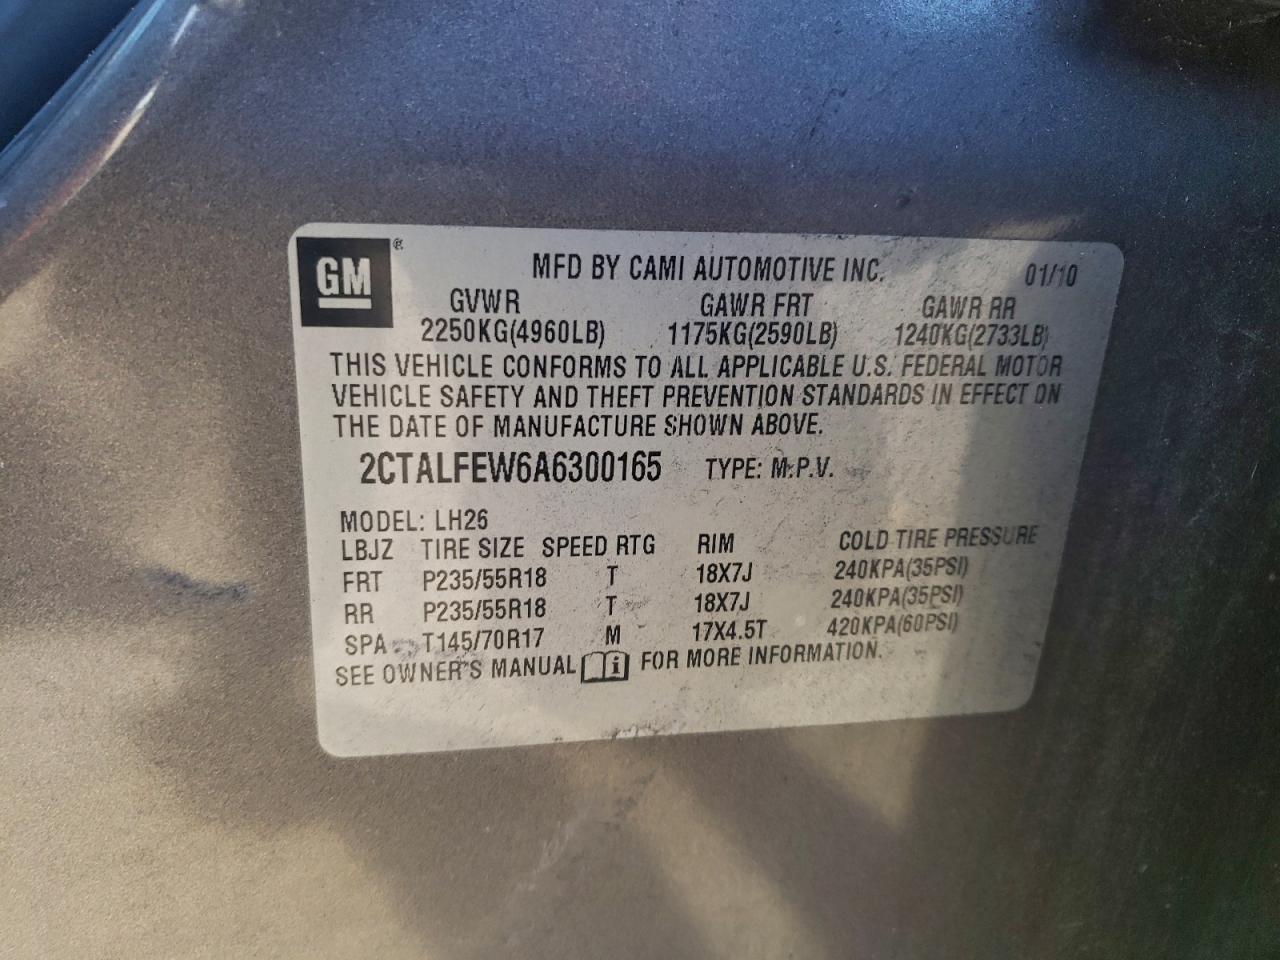 GM ®
MFD BY CAMI AUTOMOTIVE INC. 01/10
GVWR GAWR FRT GAWR RR
2250KG(4960LB) 1175KG(2590LB) 1240KG(2733LB)
THIS VEHICLE CONFORMS TO ALL APPLICABLE U.S. FEDERAL MOTOR
VEHICLE SAFETY AND THEFT PREVENTION STANDARDS IN EFFECT ON
THE DATE OF MANUFACTURE SHOWN ABOVE.
2CTALFEW6A6300165 TYPE: M.P.V.
MODEL: LH26
LBJZ TIRE SIZE SPEED RTG RIM COLD TIRE PRESSURE
FRT P235/55R18 T 18X7J 240KPA(35PSI)
RR P235/55R18 T 18X7J 240KPA(35PSI)
SPA T145/70R17 M 17X4.5T 420KPA(60PSI)
SEE OWNER'S MANUAL i FOR MORE INFORMATION.